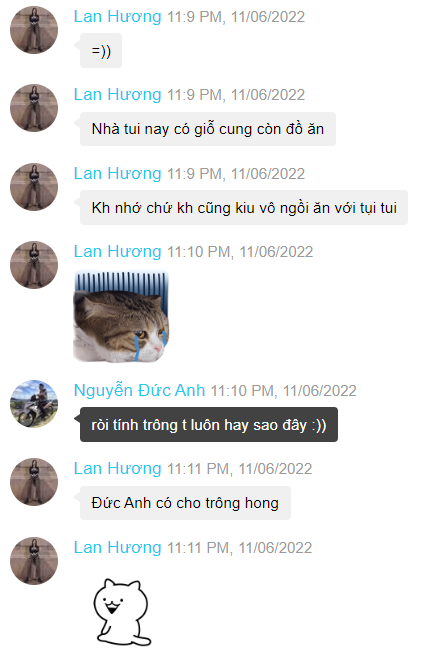 Lan Hương 11:9 PM, 11/06/2022
=))
Lan Hương 11:9 PM, 11/06/2022
Nhà tui nay có giỗ cung còn đồ ăn
Lan Hương 11:9 PM, 11/06/2022
Kh nhớ chứ kh cũng kiu vô ngồi ăn với tụi tui
Lan Hương 11:10 PM, 11/06/2022
Nguyễn Đức Anh 11:10 PM, 11/06/2022
ròi tính trông t luôn hay sao đây :))
Lan Hương 11:11 PM, 11/06/2022
Đức Anh có cho trông hong
Lan Hương 11:11 PM, 11/06/2022